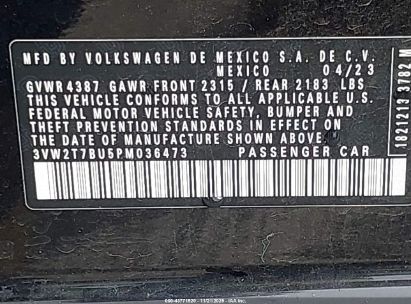 MFD BY VOLKSWAGEN DE MEXICO S.A. DE C.V.
MEXICO 04/23
GVWR4387 GAWR FRONT 2315 / REAR 2183 LBS
THIS VEHICLE CONFORMS TO ALL APPLICABLE U.S.
FEDERAL MOTOR VEHICLE SAFETY, BUMPER AND
THEFT PREVENTION STANDARDS IN EFFECT ON THE
DATE OF MANUFACTURE SHOWN ABOVE.
3VW2T7BU5PM036473 PASSENGER CAR